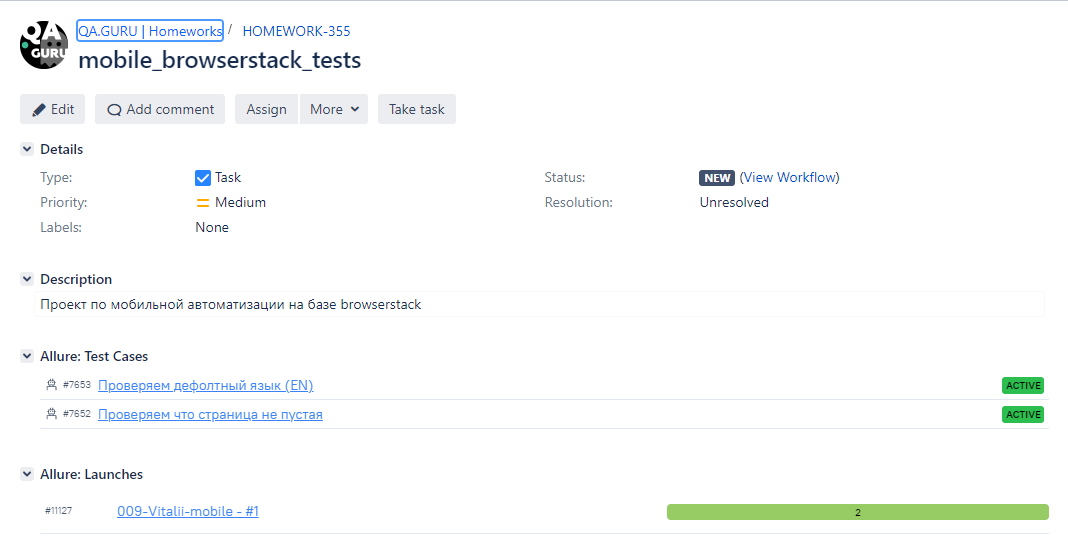 QA
GURU
QA.GURU | Homeworks / HOMEWORK-355
mobile_browserstack_tests
Edit Add comment Assign More Take task
Details
Type: Task Status: NEW (View Workflow)
Priority: Medium Resolution: Unresolved
Labels: None
Description
Проект по мобильной автоматизации на базе browserstack
Allure: Test Cases
#7653 Проверяем дефолтный язык (EN) ACTIVE
#7652 Проверяем что страница не пустая ACTIVE
Allure: Launches
#11127 009-Vitalii-mobile - #1 2